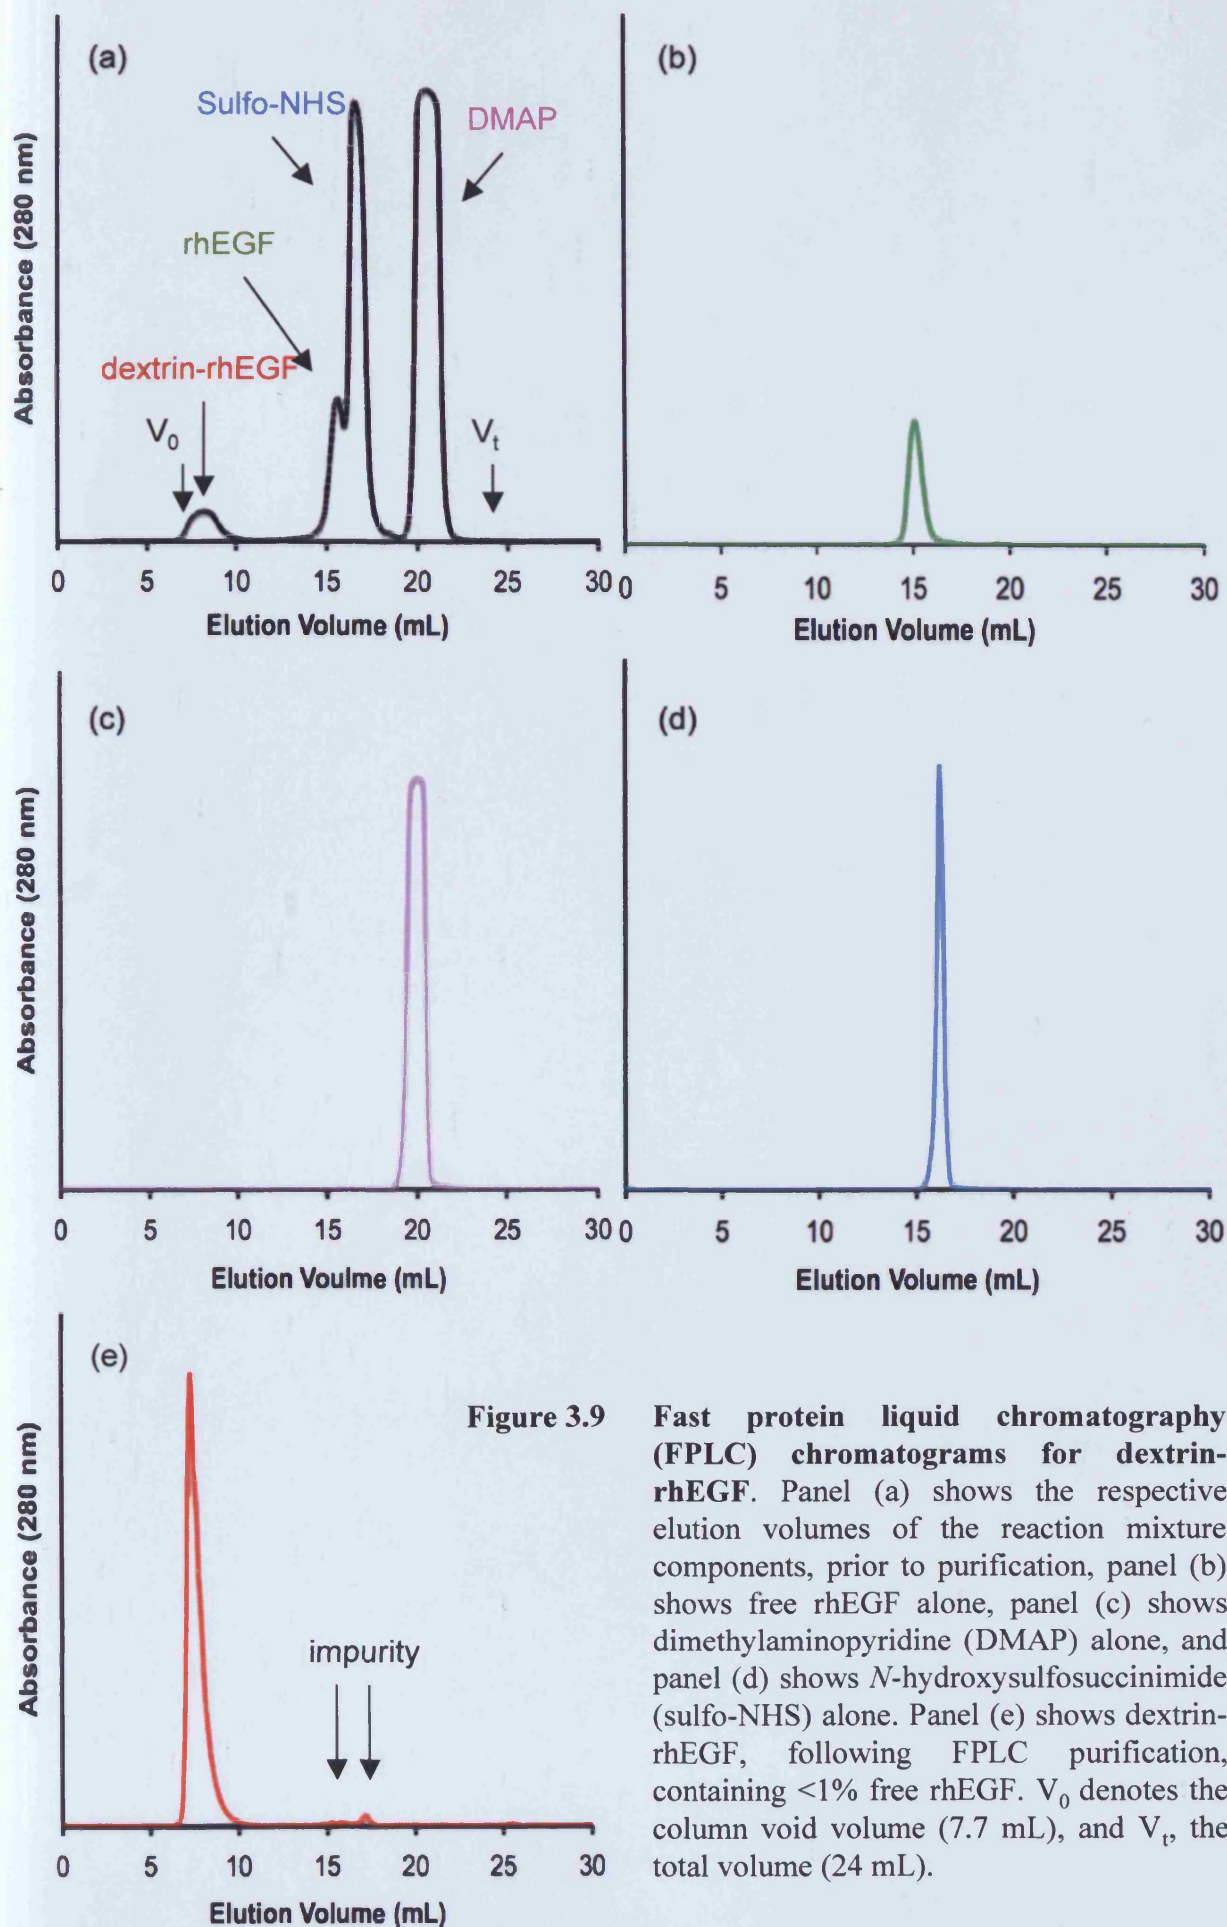 (a)
Sulfo-NHS
DMAP
rhEGF
dextrin-rhEGF
V0
Vt
Absorbance (280 nm)
0 5 10 15 20 25 30
Elution Volume (mL)
(b)
0 5 10 15 20 25 30
Elution Volume (mL)
(c)
Absorbance (280 nm)
0 5 10 15 20 25 30
Elution Voulme (mL)
(d)
0 5 10 15 20 25 30
Elution Volume (mL)
(e)
impurity
Absorbance (280 nm)
0 5 10 15 20 25 30
Elution Volume (mL)
Figure 3.9 Fast protein liquid chromatography
(FPLC) chromatograms for dextrin-
rhEGF. Panel (a) shows the respective
elution volumes of the reaction mixture
components, prior to purification, panel (b)
shows free rhEGF alone, panel (c) shows
dimethylaminopyridine (DMAP) alone, and
panel (d) shows N-hydroxysulfosuccinimide
(sulfo-NHS) alone. Panel (e) shows dextrin-
rhEGF, following FPLC purification,
containing <1% free rhEGF. V0 denotes the
column void volume (7.7 mL), and Vt, the
total volume (24 mL).